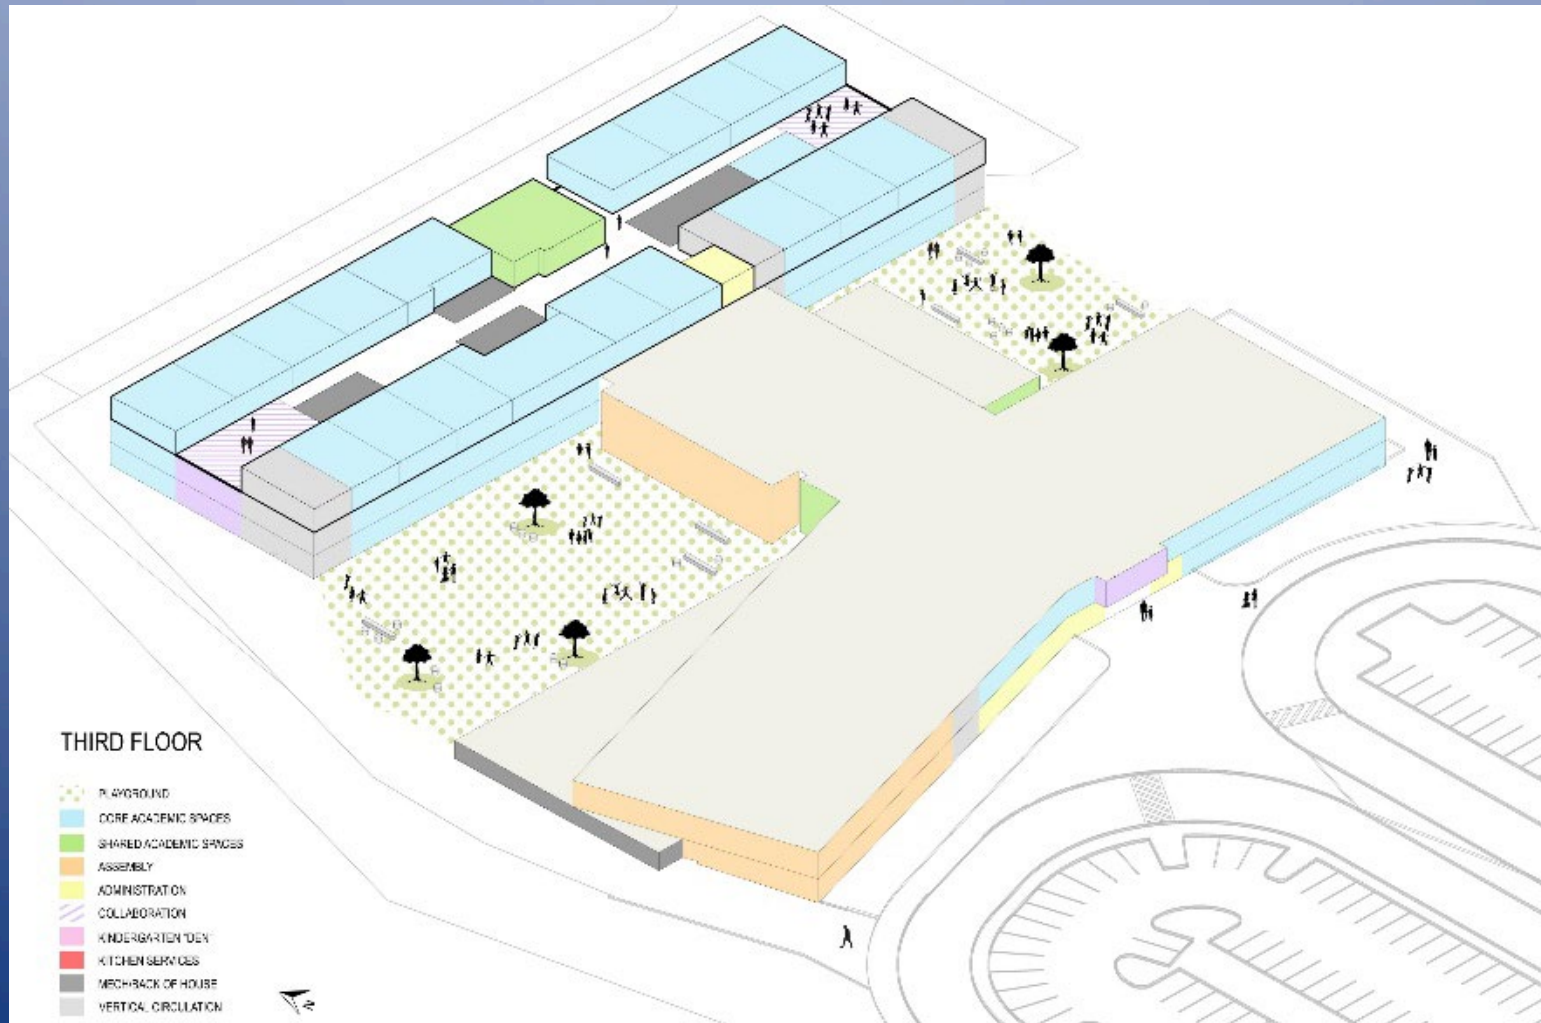 THIRD FLOOR
PLAYGROUND
CORE ACADEMIC SPACES
SHARED ACADEMIC SPACES
ASSEMBLY
ADMINISTRATION
COLLABORATION
KINDERGARTEN "DEN"
KITCHEN SERVICES
MECH/BACK OF HOUSE
VERTICAL CIRCULATION
N